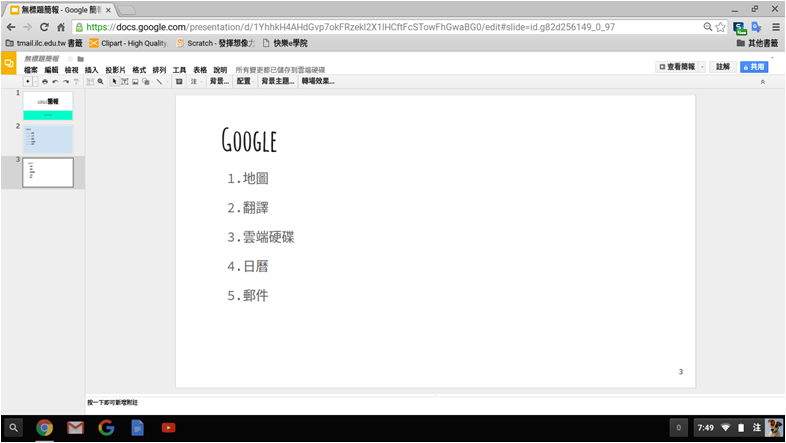 無標題簡報 - Google 簡報
https://docs.google.com/presentation/d/1YhhkH4AHdGvp7okFRzekl2X1IHCftFcSTowFhGwaBG0/edit#slide=id.g82d256149_0_97
tmail.ilc.edu.tw 書籤 Clipart - High Quality, Scratch - 發揮想像力 快樂e學院 其他書籤
無標題簡報
檔案 編輯 檢視 插入 投影片 格式 排列 工具 表格 說明 所有變更都已儲存到雲端硬碟
查看簡報 註解 共用
背景... 配置 背景主題... 轉場效果...
1
2
3
Google
1.地圖
2.翻譯
3.雲端硬碟
4.日曆
5.郵件
3
按一下即可新增附註
0 7:49 注